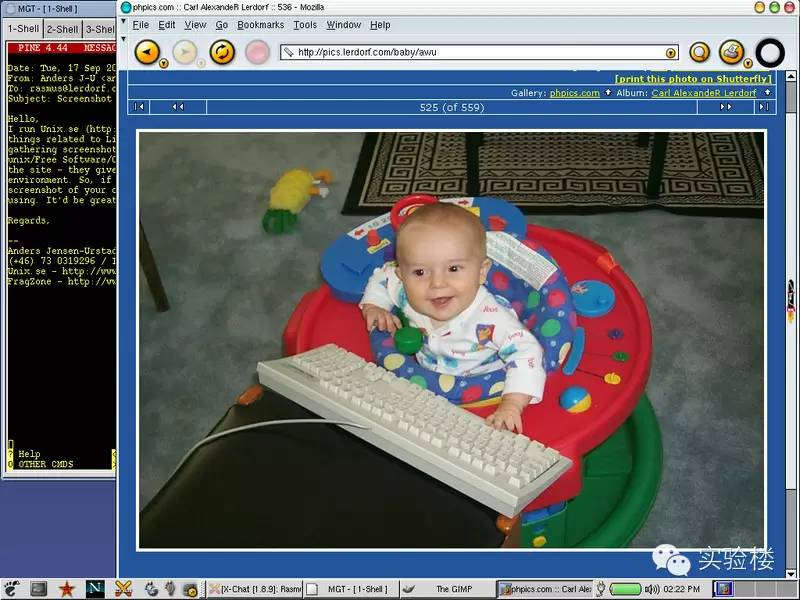 MGT - [ 1-Shell ]
1-Shell 2-Shell 3-Shel
PINE 4.44 MESSAG
Date: Tue, 17 Sep 20
From: Anders J-U <ar
To: rasmus@lerdorf.c
Subject: Screenshot
Hello,
I run Unix.se (http:
things related to Li
gathering screenshot
unix/Free Software/O
the site - they give
environment. So, if
screenshot of your d
using. It'd be great
Regards,
--
Anders Jensen-Urstad
(+46) 73 0319296 / I
Unix.se - http://www
FragZone - http://ww
? Help
O OTHER CMDS
phpics.com :: Carl AlexandeR Lerdorf :: 536 - Mozilla
File Edit View Go Bookmarks Tools Window Help
http://pics.lerdorf.com/baby/awu
[print this photo on Shutterfly]
Gallery: phpics.com Album: Carl AlexandeR Lerdorf
525 (of 559)
实验楼
[X-Chat [1.8.9]: Rasm
MGT - [ 1-Shell ]
The GIMP
phpics.com :: Carl Ale
02:22 PM